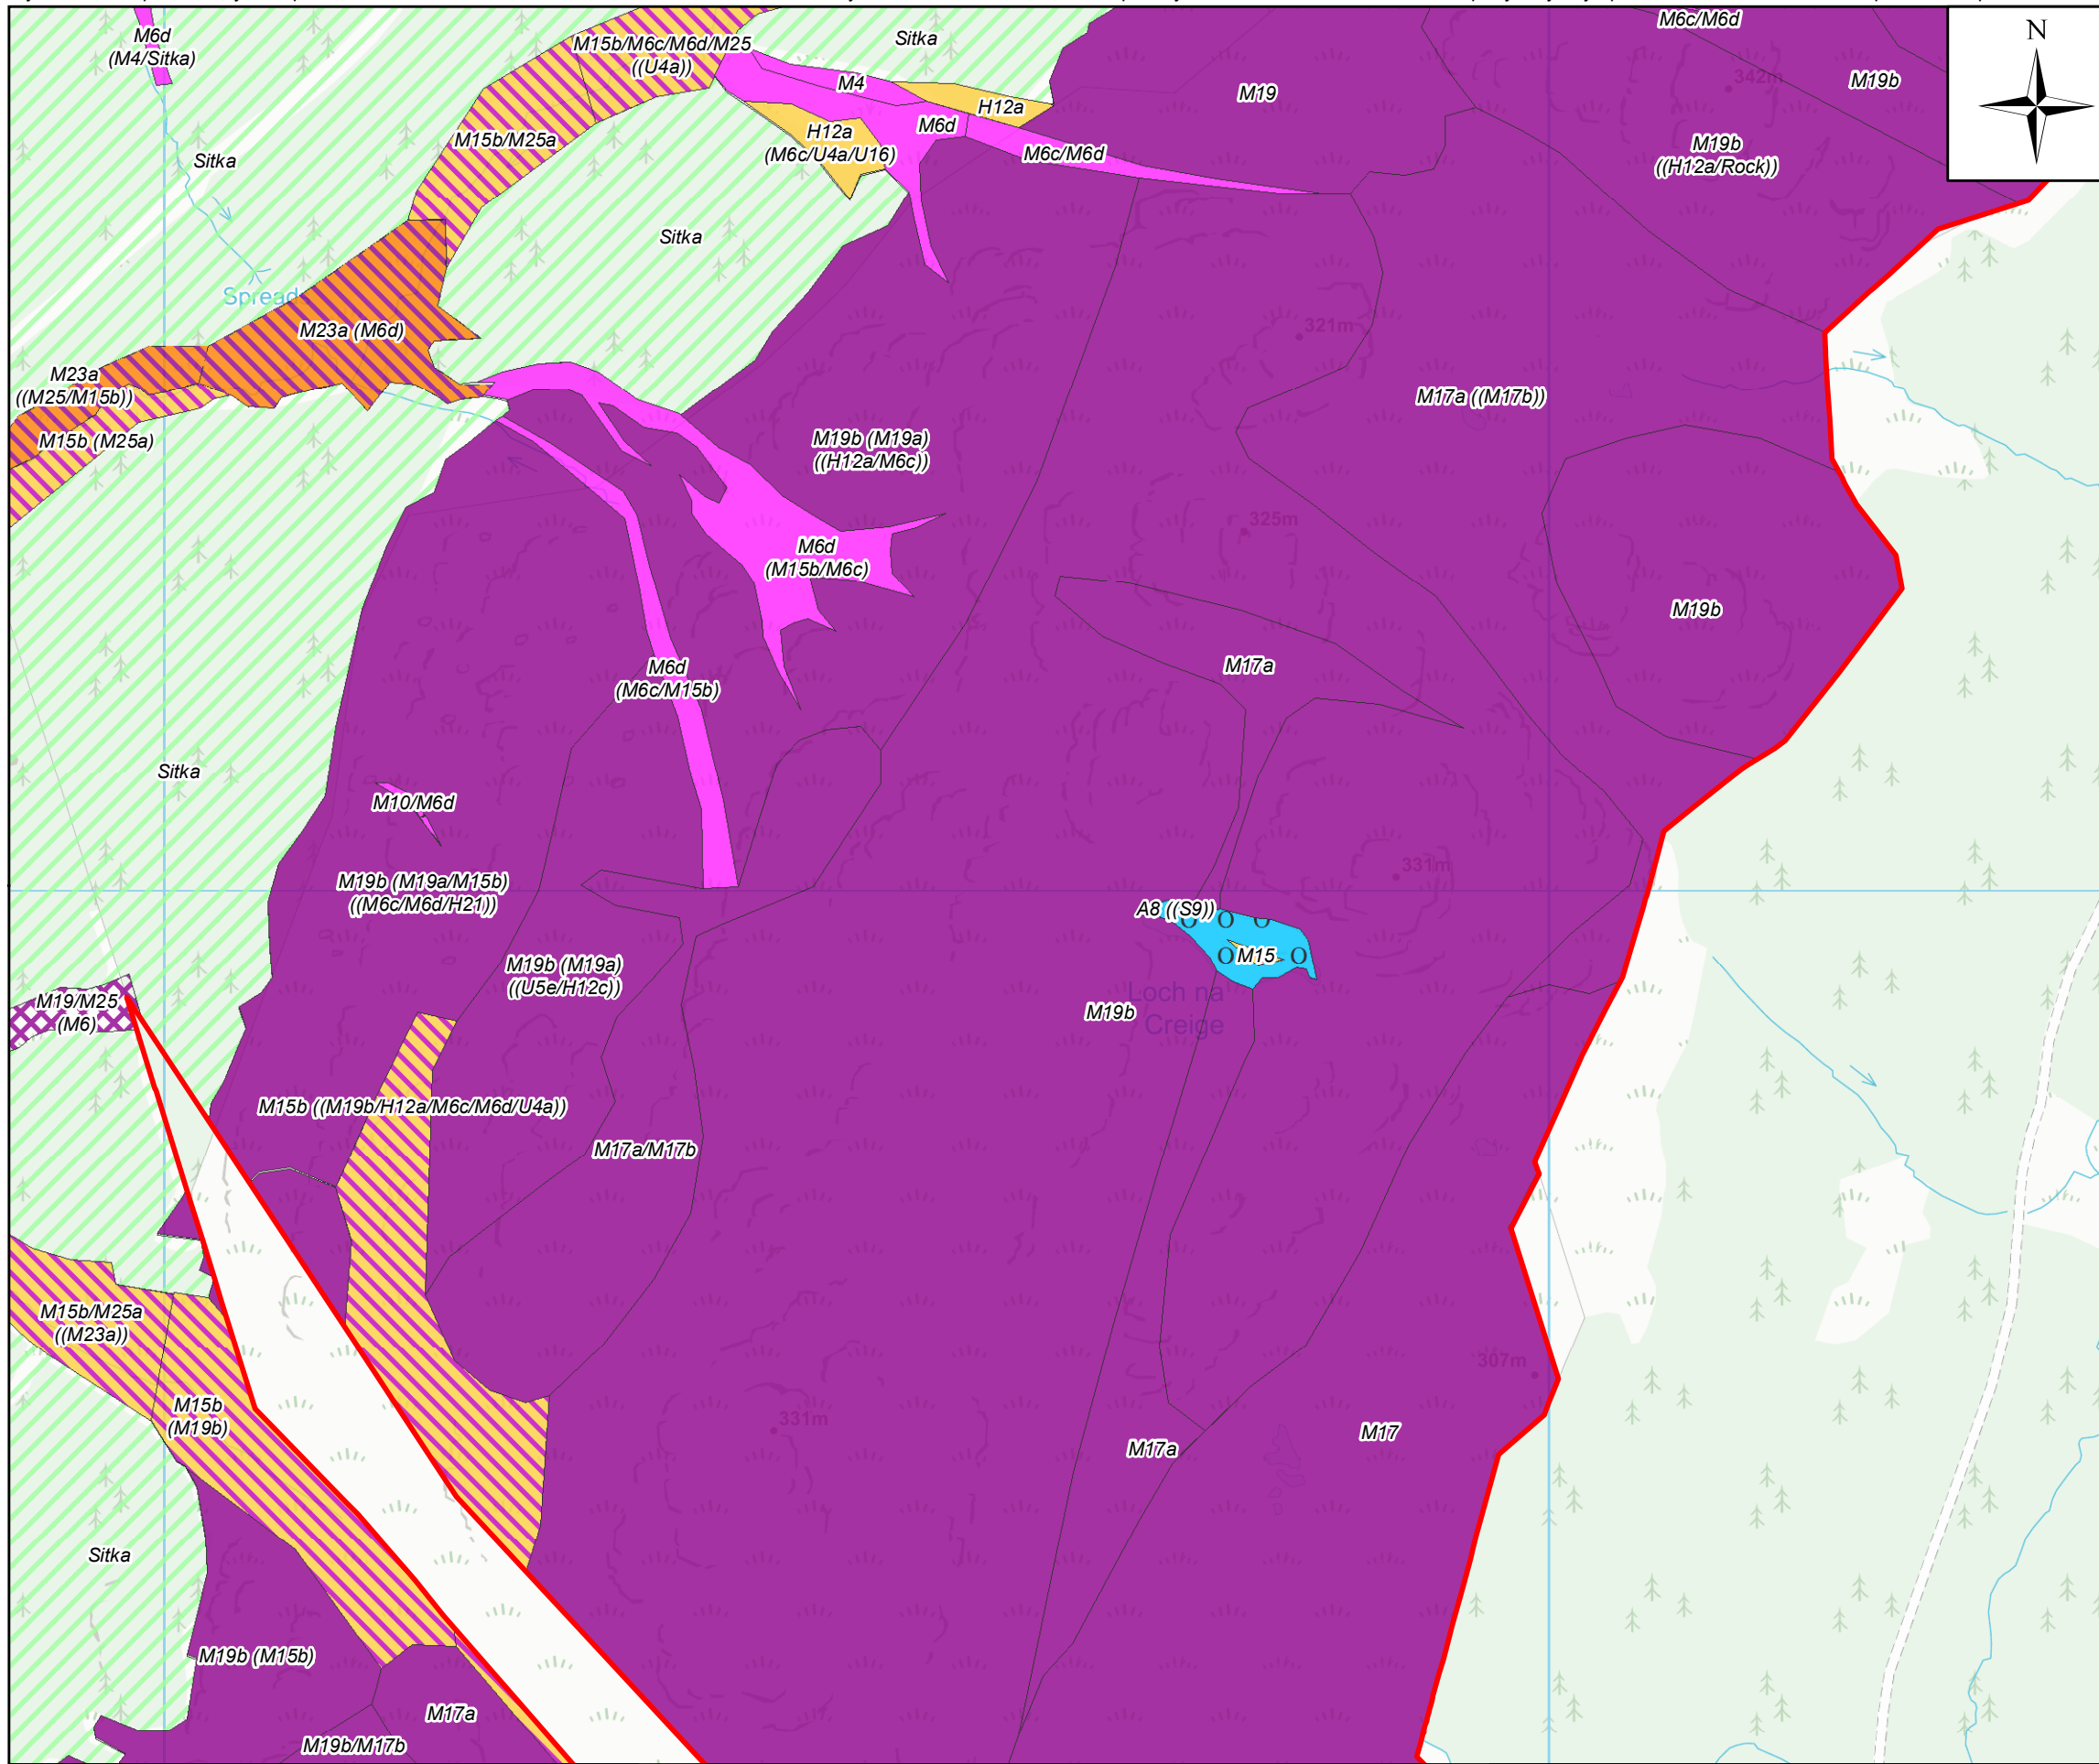 M6d
(M4/Sitka)
M15b/M6c/M6d/M25
((U4a))
Sitka
M6c/M6d
N
M4
H12a
M19
342m
M19b
M15b/M25a
H12a
(M6c/U4a/U16)
M6d
M6c/M6d
M19b
((H12a/Rock))
Sitka
Sitka
Spread
M23a (M6d)
321m
M23a
((M25/M15b))
M15b (M25a)
M17a ((M17b))
M19b (M19a)
((H12a/M6c))
325m
M6d
(M15b/M6c)
M19b
M6d
(M6c/M15b)
M17a
Sitka
M10/M6d
331m
M19b (M19a/M15b)
((M6c/M6d/H21))
A8 ((S9))
O O O
O M15 O
M19b (M19a)
((U5e/H12c))
Loch na
Creige
M19b
M19/M25
(M6)
M15b ((M19b/H12a/M6c/M6d/U4a))
M17a/M17b
M15b/M25a
((M23a))
307m
M15b
(M19b)
331m
M17
M17a
Sitka
M19b (M15b)
M17a
M19b/M17b